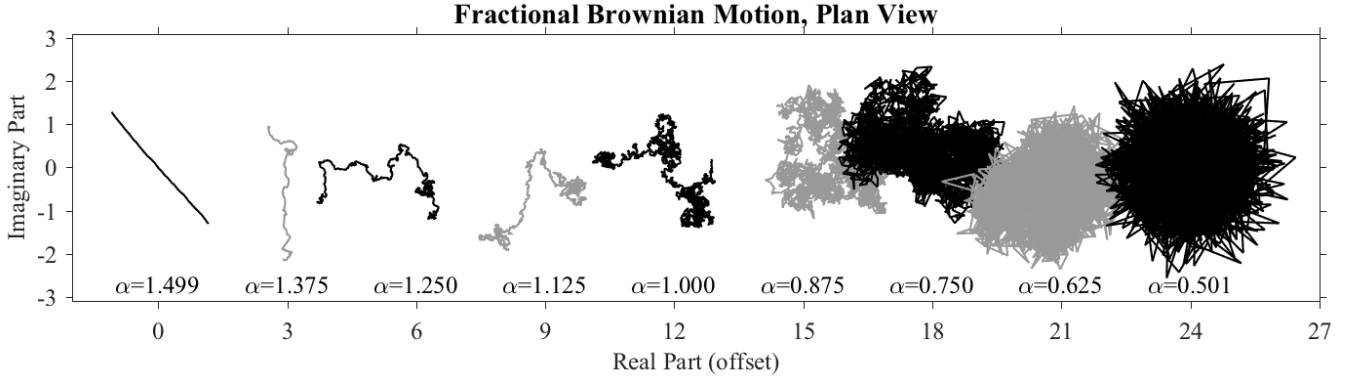 Fractional Brownian Motion, Plan View
3
2
1
0
-1
-2
-3
Imaginary Part
α=1.499 α=1.375 α=1.250 α=1.125 α=1.000 α=0.875 α=0.750 α=0.625 α=0.501
0 3 6 9 12 15 18 21 24 27
Real Part (offset)